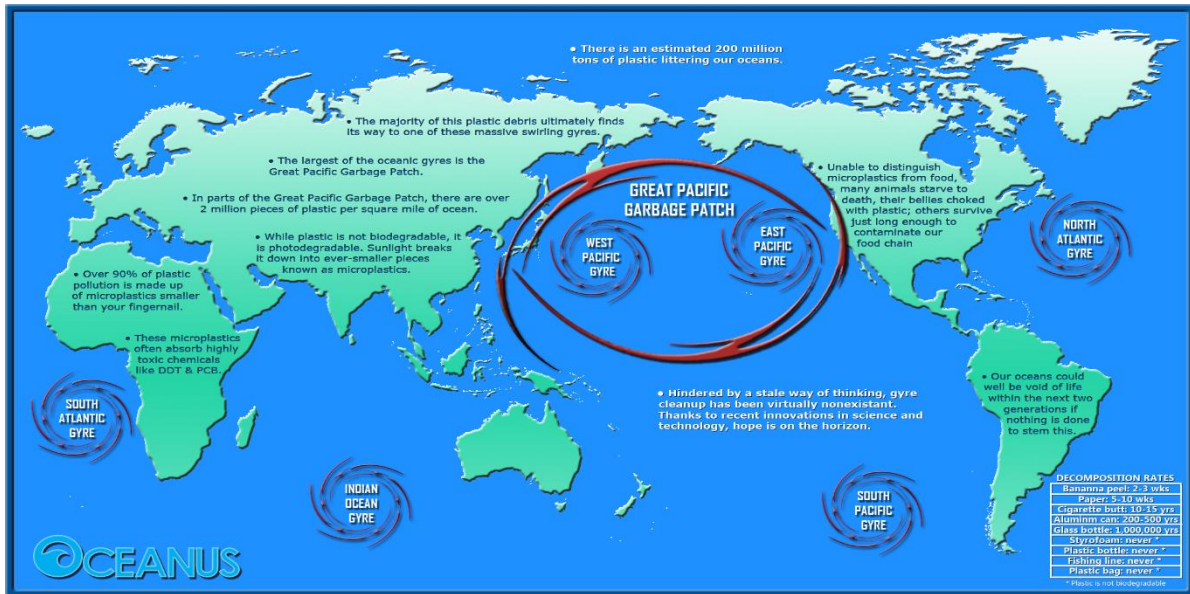 • There is an estimated 200 million
tons of plastic littering our oceans.
• The majority of this plastic debris ultimately finds
its way to one of these massive swirling gyres.
• The largest of the oceanic gyres is the
Great Pacific Garbage Patch.
• In parts of the Great Pacific Garbage Patch, there are over
2 million pieces of plastic per square mile of ocean.
• While plastic is not biodegradable, it
is photodegradable. Sunlight breaks
it down into ever-smaller pieces
known as microplastics.
• Over 90% of plastic
pollution is made up
of microplastics smaller
than your fingernail.
• These microplastics
often absorb highly
toxic chemicals
like DDT & PCB.
GREAT PACIFIC
GARBAGE PATCH
WEST
PACIFIC
GYRE
EAST
PACIFIC
GYRE
• Unable to distinguish
microplastics from food,
many animals starve to
death, their bellies choked
with plastic; others survive
just long enough to
contaminate our
food chain
NORTH
ATLANTIC
GYRE
SOUTH
ATLANTIC
GYRE
• Hindered by a stale way of thinking, gyre
cleanup has been virtually nonexistant.
Thanks to recent innovations in science and
technology, hope is on the horizon.
• Our oceans could
well be void of life
within the next two
generations if
nothing is done
to stem this.
INDIAN
OCEAN
GYRE
SOUTH
PACIFIC
GYRE
DECOMPOSITION RATES
Bananna peel: 2-3 wks
Paper: 5-10 wks
Cigarette butt: 10-15 yrs
Aluminm can: 200-500 yrs
Glass bottle: 1,000,000 yrs
Styrofoam: never *
Plastic bottle: never *
Fishing line: never *
Plastic bag: never *
* Plastic is not biodegradable
OCEANUS